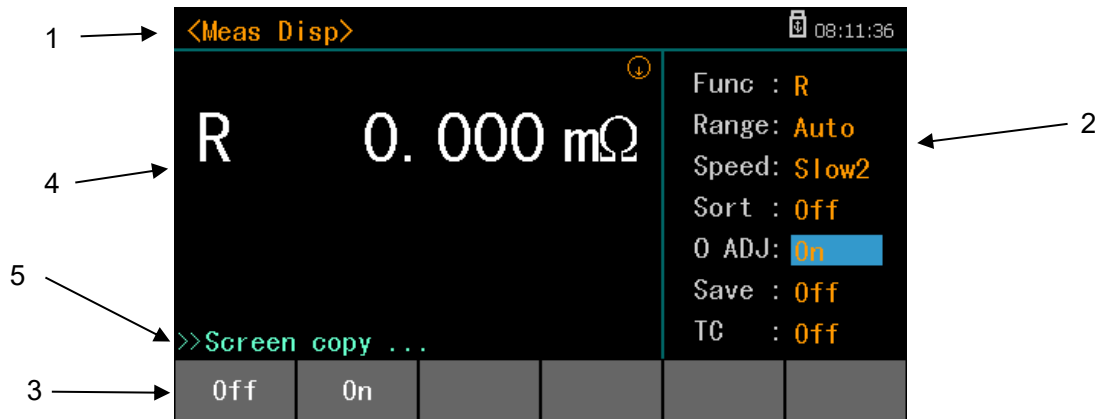 1
<Meas Disp>
08:11:36
2
Func : R
Range: Auto
Speed: Slow2
Sort : Off
O ADJ: On
Save : Off
TC : Off
4
R 0.000 mΩ
5
>>Screen copy ...
3
Off On